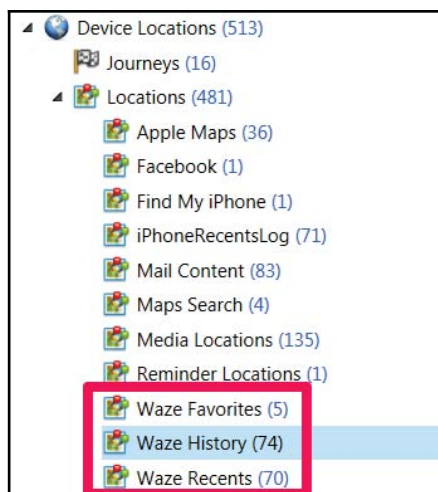 Device Locations (513)
Journeys (16)
Locations (481)
Apple Maps (36)
Facebook (1)
Find My iPhone (1)
iPhoneRecentsLog (71)
Mail Content (83)
Maps Search (4)
Media Locations (135)
Reminder Locations (1)
Waze Favorites (5)
Waze History (74)
Waze Recents (70)